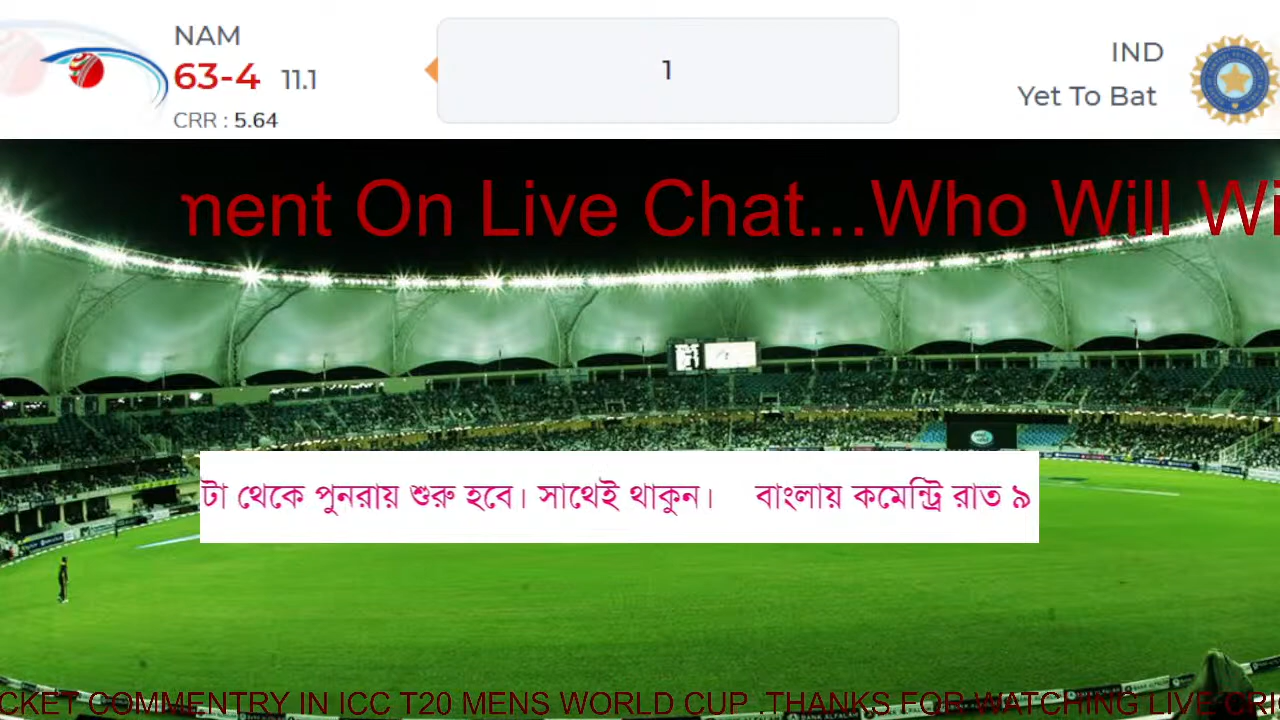 NAM
63-4 11.1
CRR : 5.64
1
IND
Yet To Bat
ment On Live Chat...Who Will Wi
টা থেকে পুনরায় শুরু হবে। সাথেই থাকুন। বাংলায় কমেন্ট্রি রাত ৯
CKET COMMENTRY IN ICC T20 MENS WORLD CUP .THANKS FOR WATCHING LIVE CRI